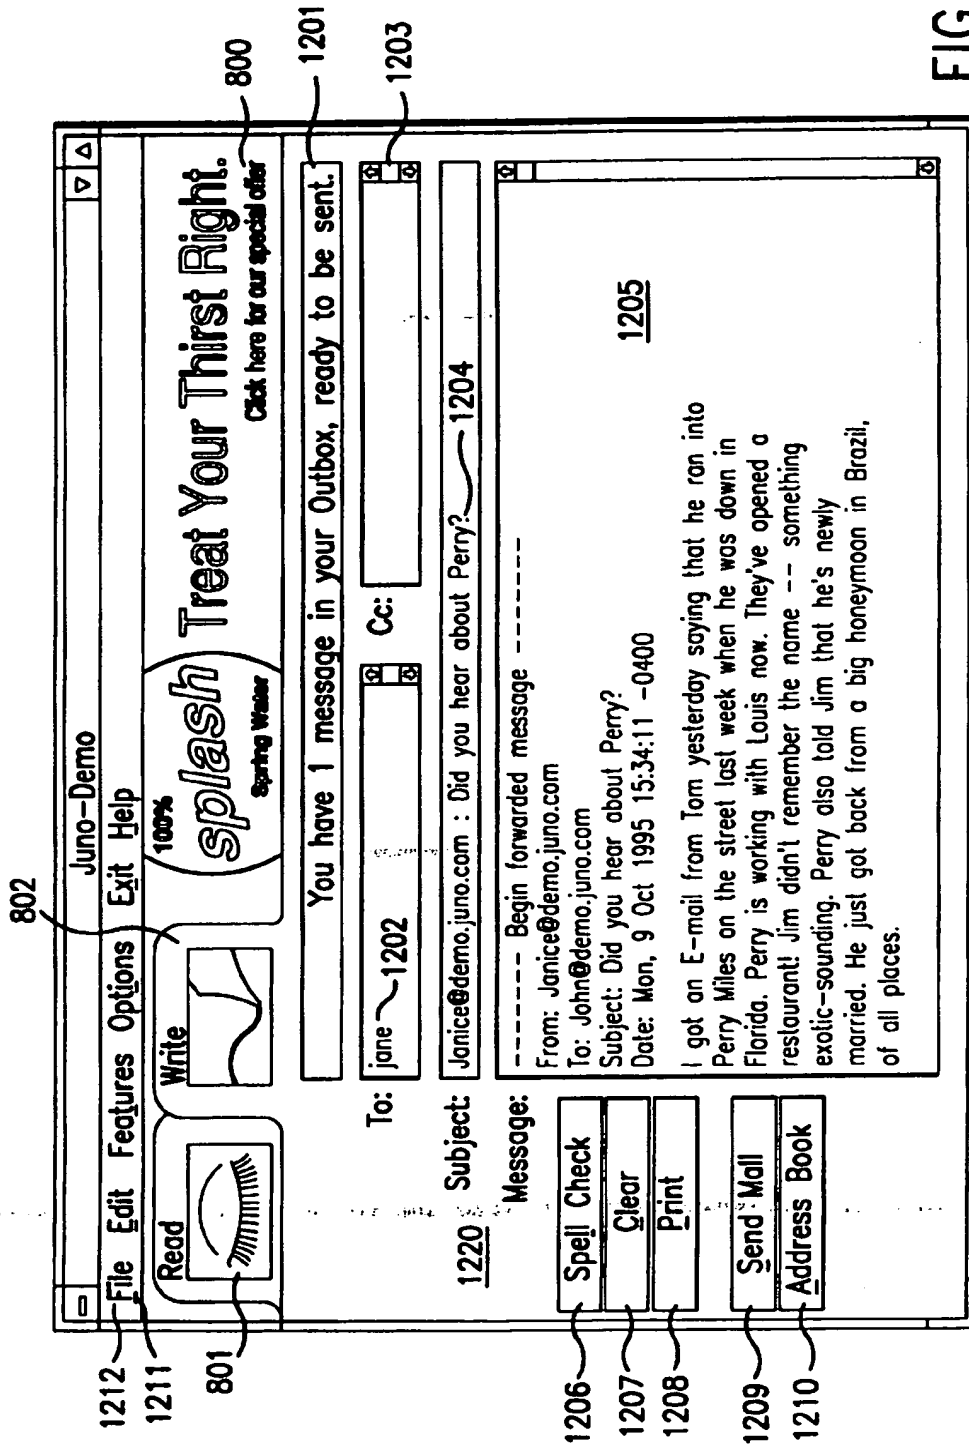 Juno-Demo
802
1212
File Edit Features Options Exit Help
1211
Read
Write
801
100%
splash
Spring Water
Treat Your Thirst Right.
Click here for our special offer
800
You have 1 message in your Outbox, ready to be sent.
1201
To:
jane
1202
Cc:
1203
1220
Subject:
Janice@demo.juno.com : Did you hear about Perry?
1204
Message:
------ Begin forwarded message ------
From: Janice@demo.juno.com
To: John@demo.juno.com
Subject: Did you hear about Perry?
Date: Mon, 9 Oct 1995 15:34:11 -0400
I got an E-mail from Tom yesterday saying that he ran into
Perry Miles on the street last week when he was down in
Florida. Perry is working with Louis now. They've opened a
restaurant! Jim didn't remember the name -- something
exotic-sounding. Perry also told Jim that he's newly
married. He just got back from a big honeymoon in Brazil,
of all places.
1205
1206
Spell Check
1207
Clear
1208
Print
1209
Send Mail
1210
Address Book
FIG